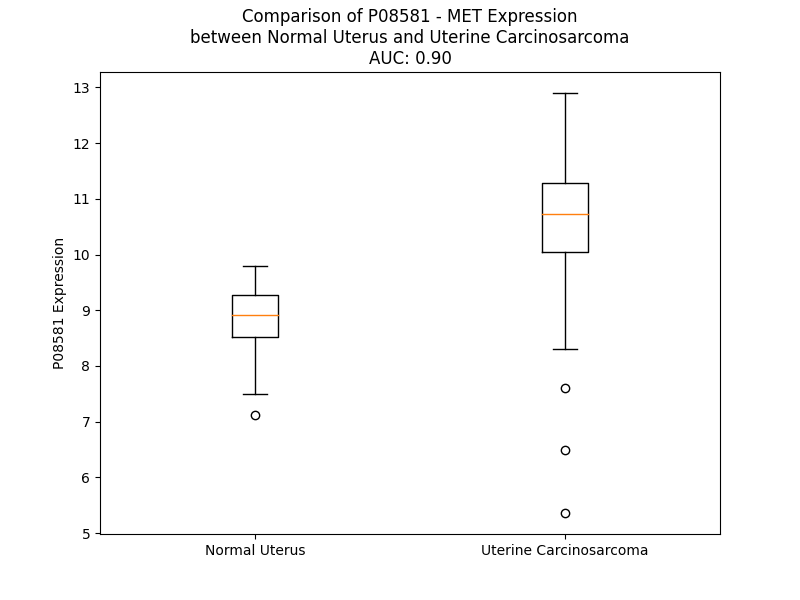 Comparison of P08581 - MET Expression
between Normal Uterus and Uterine Carcinosarcoma
AUC: 0.90
13
12
11
10
9
8
7
6
5
P08581 Expression
Normal Uterus
Uterine Carcinosarcoma